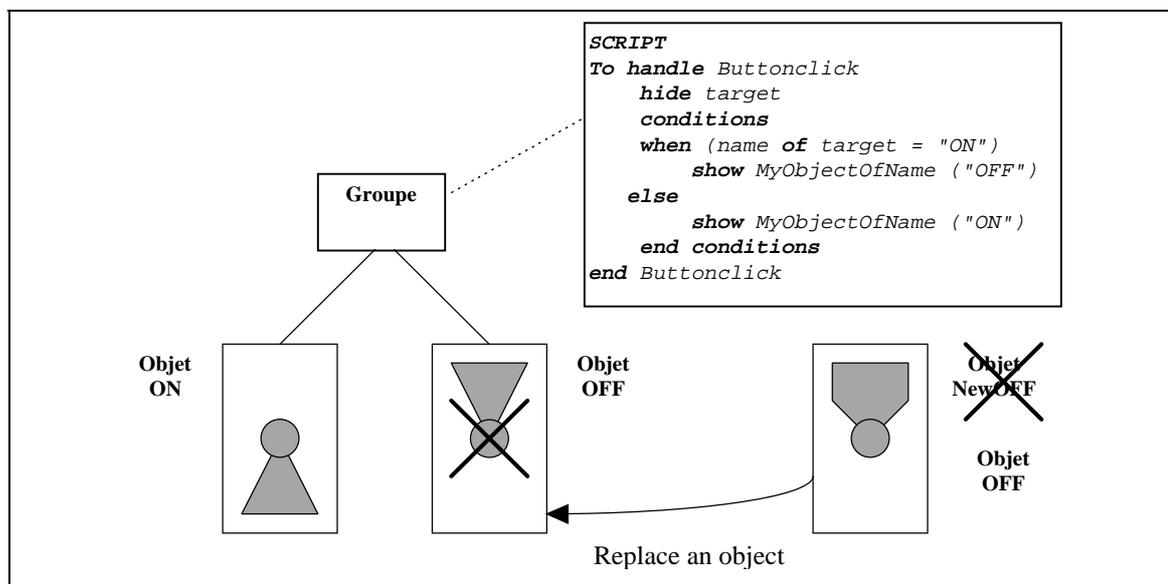 SCRIPT
To handle Buttonclick
hide target
conditions
when (name of target = "ON")
show MyObjectOfName ("OFF")
else
show MyObjectOfName ("ON")
end conditions
end Buttonclick
Groupe
Objet
ON
Objet
OFF
Objet
NewOFF
Objet
OFF
Replace an object